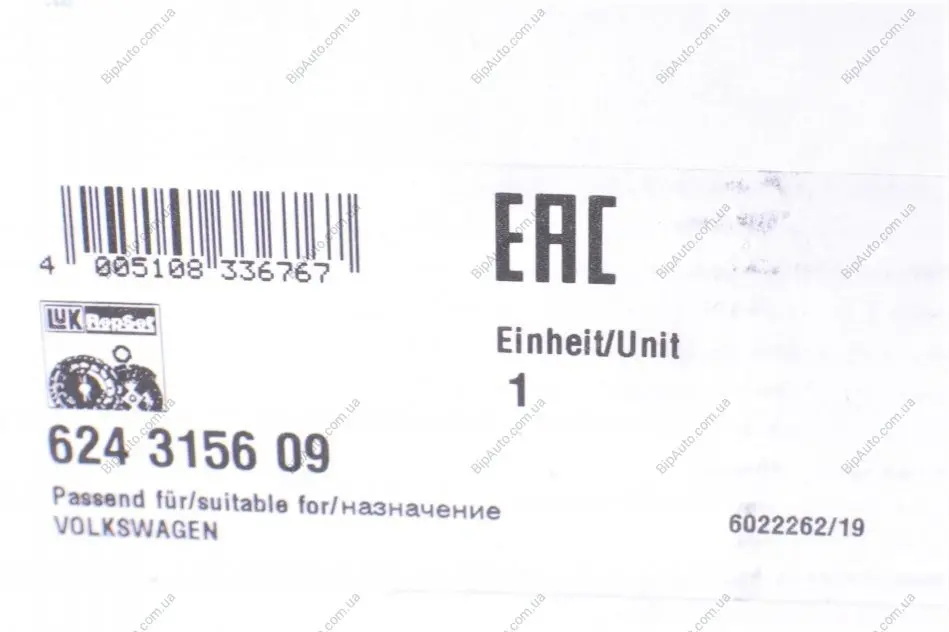 4 005108 336767
EAC
LuK RepSet
Einheit/Unit
1
624 3156 09
Passend für/suitable for/назначение
VOLKSWAGEN
6022262/19
BipAuto.com.ua